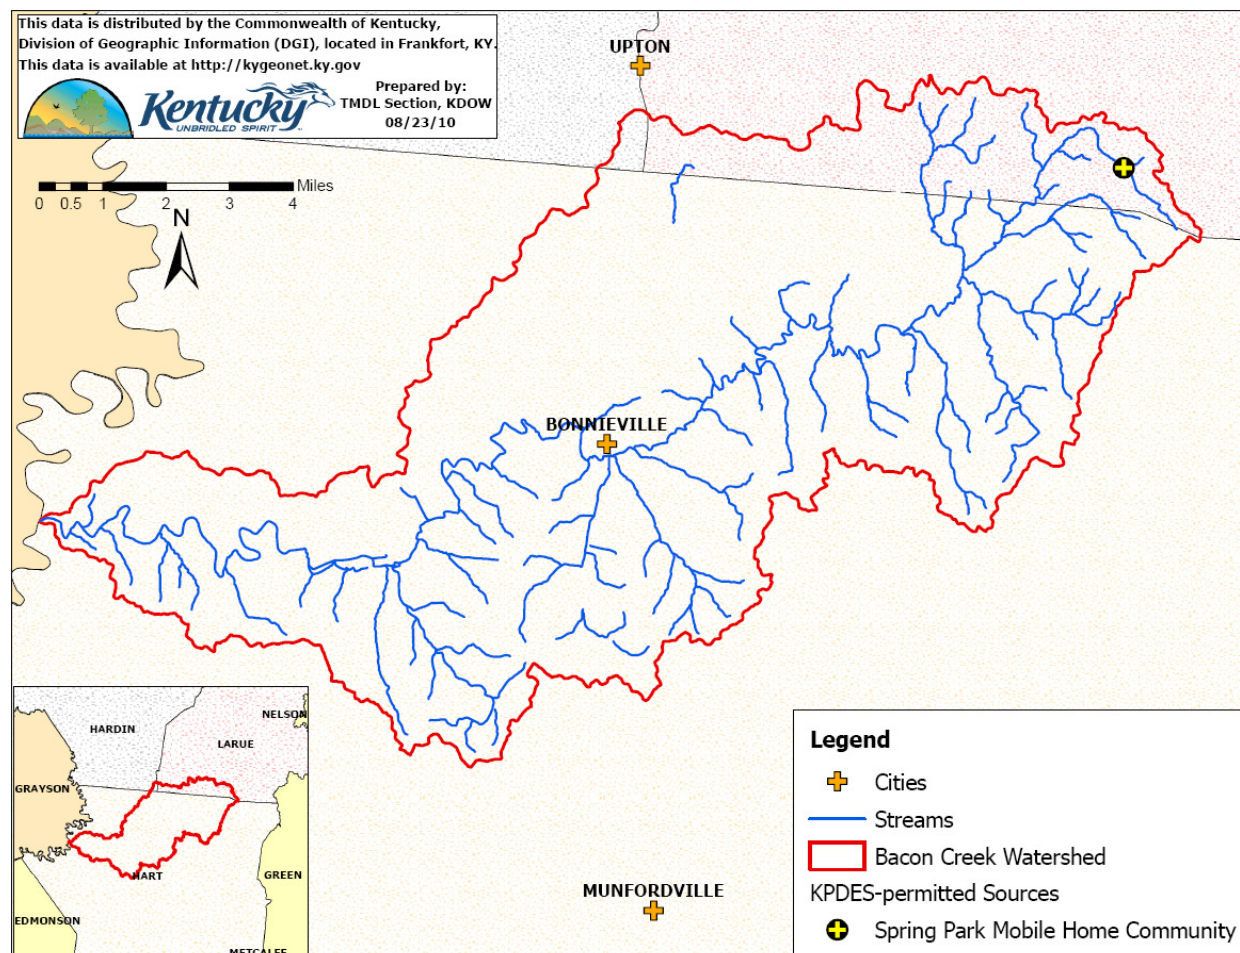 This data is distributed by the Commonwealth of Kentucky,
Division of Geographic Information (DGI), located in Frankfort, KY.
This data is available at http://kygeonet.ky.gov
Kentucky
UNBRIDLED SPIRIT
Prepared by:
TMDL Section, KDOW
08/23/10
UPTON
Miles
0 0.5 1 2 3 4
N
BONNIEVILLE
MUNFORDVILLE
HARDIN
NELSON
LARUE
GRAYSON
HART
GREEN
EDMONSON
METCALFE
Legend
Cities
Streams
Bacon Creek Watershed
KPDES-permitted Sources
Spring Park Mobile Home Community